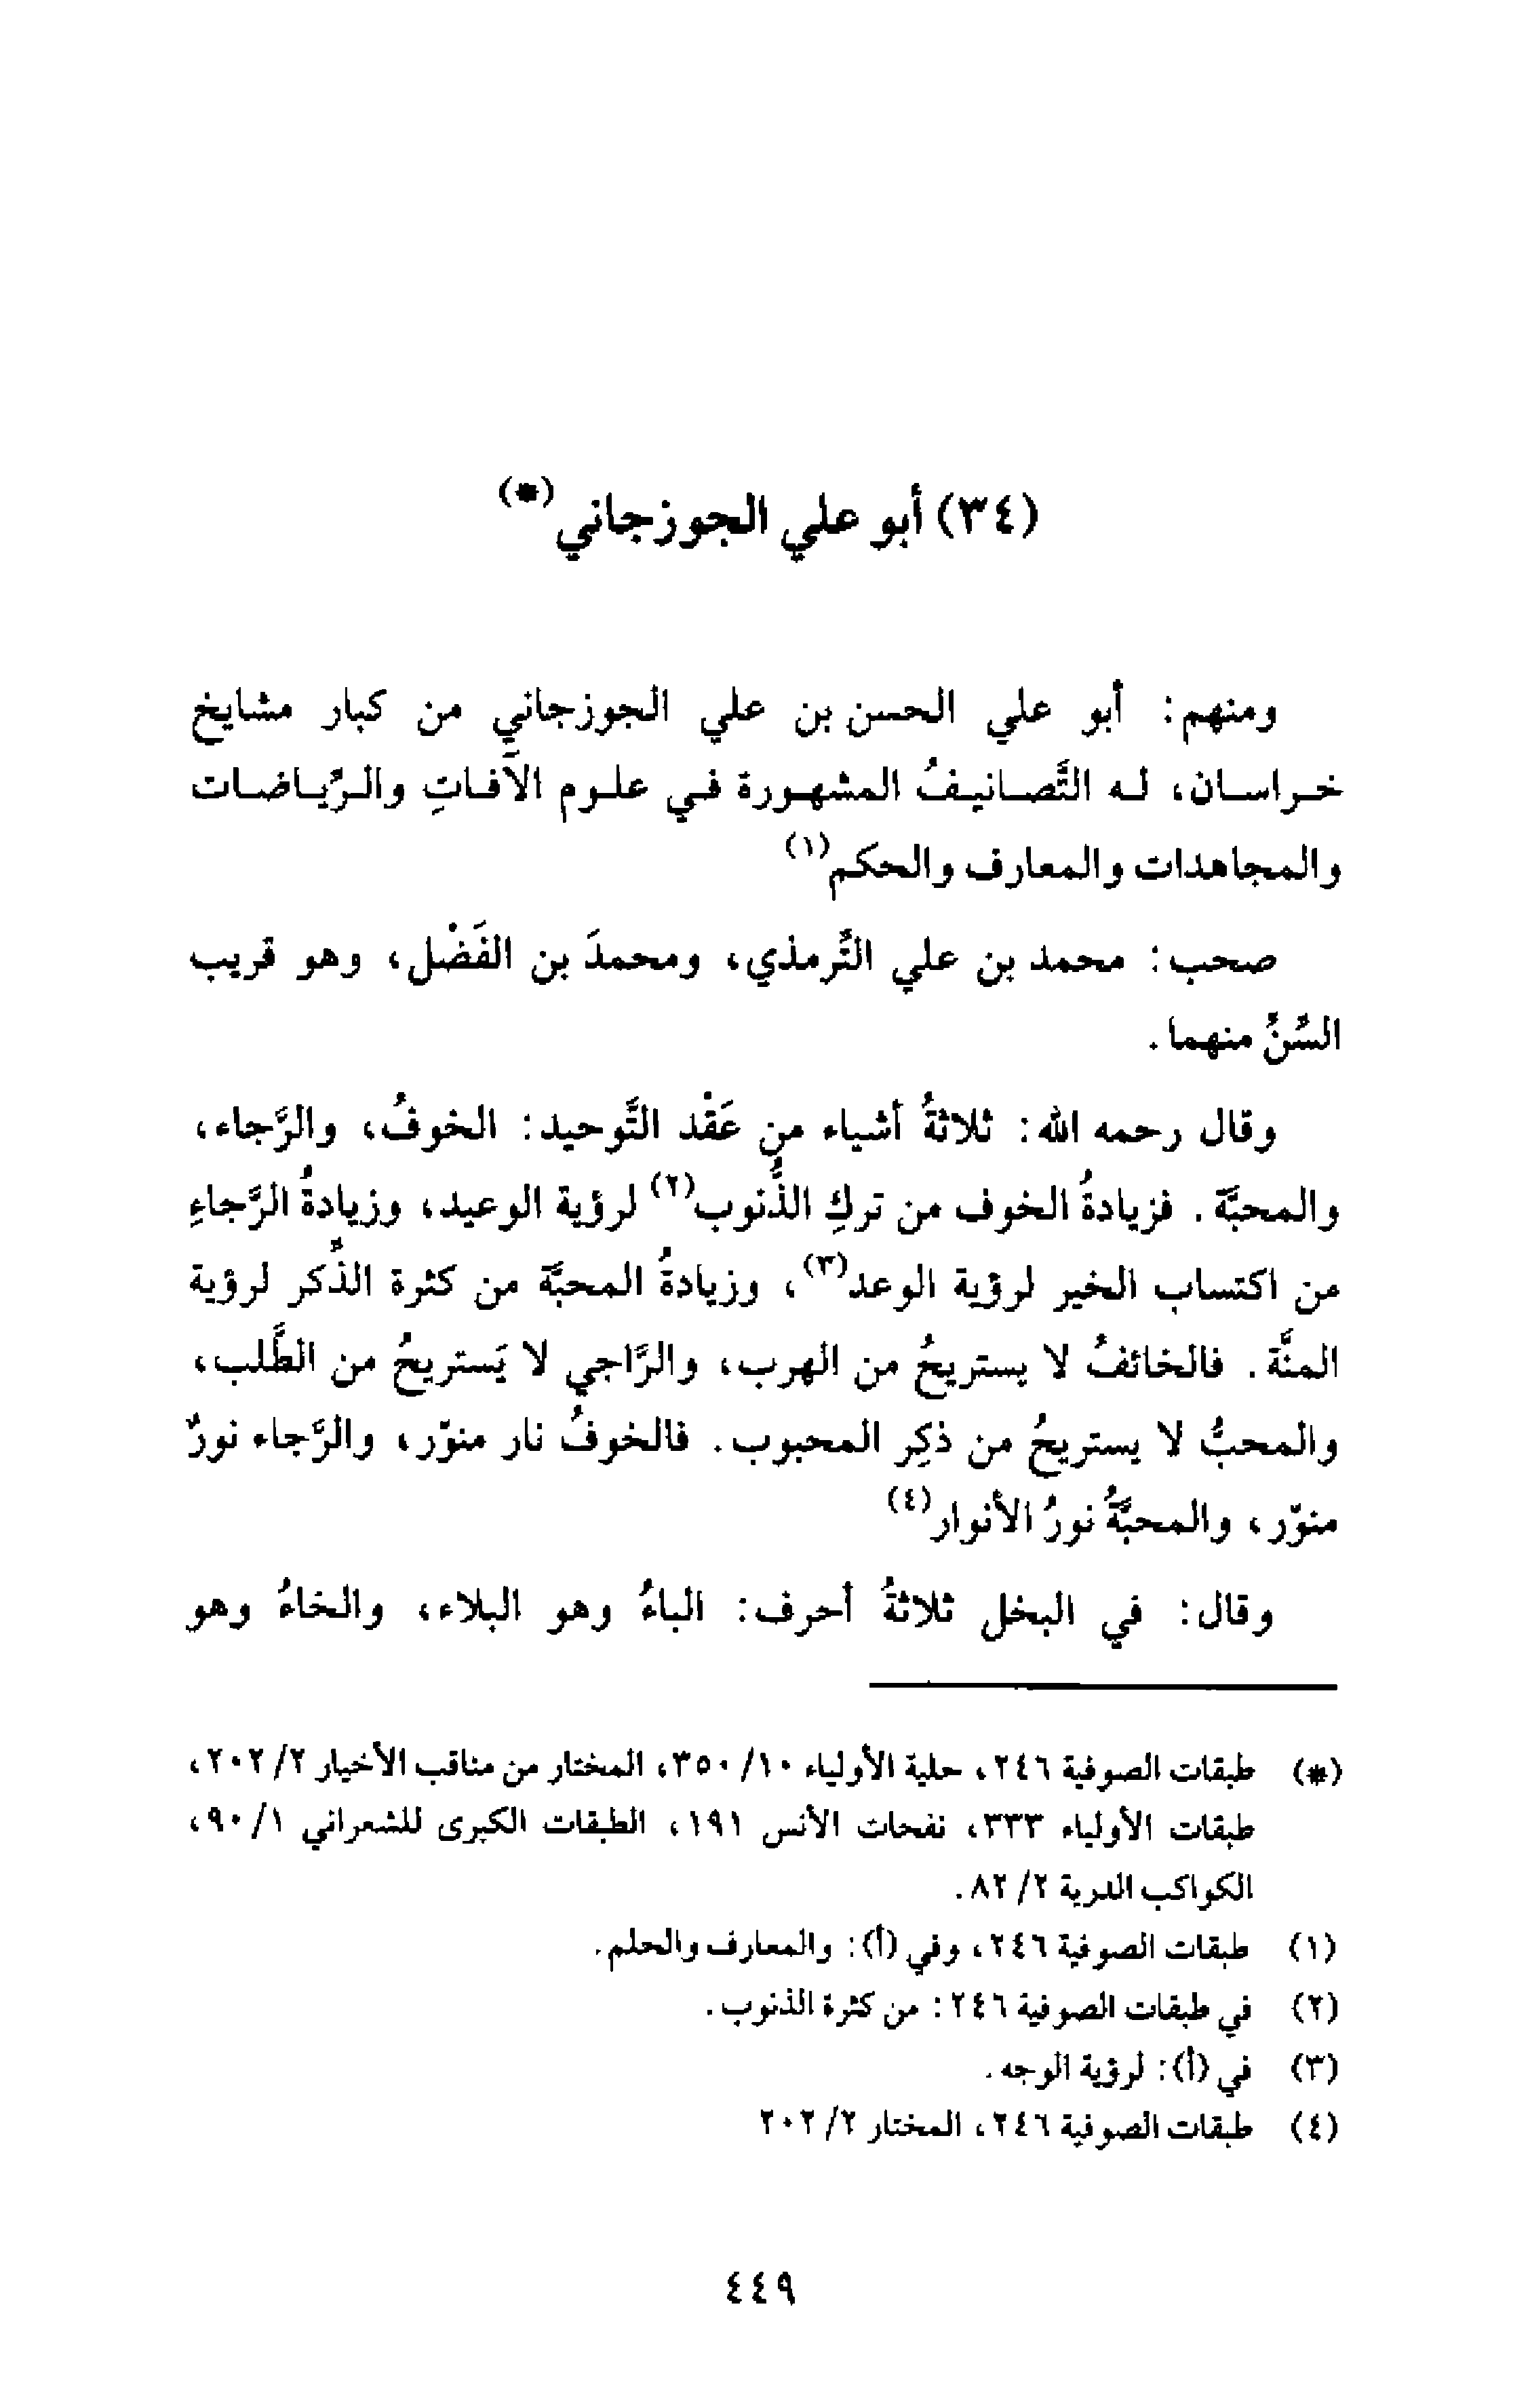 (٣٤) أبو علي الجوزجاني(*)
ومنهم: أبو علي الحسن بن علي الجوزجاني من كبار مشايخ
خراسان، له التَّصانيفُ المشهورة في علوم الآفاتِ والرِّياضات
والمجاهدات والمعارف والحكم(١)
صحب: محمد بن علي التِّرمذي، ومحمدَ بن الفَضْل، وهو قريب
السِّنِّ منهما.
وقال رحمه الله: ثلاثةُ أشياء من عَقْد التَّوحيد: الخوفُ، والرَّجاء،
والمحبَّة. فزيادةُ الخوف من تركِ الذُّنوب(٢) لرؤية الوعيد، وزيادةُ الرَّجاءِ
من اكتساب الخير لرؤية الوعد(٣)، وزيادةُ المحبَّة من كثرة الذِّكر لرؤية
المنَّة. فالخائفُ لا يستريحُ من الهرب، والرَّاجي لا يَستريحُ من الطَّلب،
والمحبُّ لا يستريحُ من ذكِر المحبوب. فالخوفُ نار منوّر، والرَّجاء نورٌ
منوّر، والمحبَّةُ نورُ الأنوار(٤)
وقال: في البخل ثلاثةُ أحرف: الباءُ وهو البلاء، والخاءُ وهو
(*) طبقات الصوفية ٢٤٦، حلية الأولياء ١٠/ ٣٥٠، المختار من مناقب الأخيار ٢/ ٢٠٢،
طبقات الأولياء ٣٣٣، نفحات الأنس ١٩١، الطبقات الكبرى للشعراني ١/ ٩٠،
الكواكب الدرية ٢/ ٨٢.
(١) طبقات الصوفية ٢٤٦، وفي (أ): والمعارف والحلم.
(٢) في طبقات الصوفية ٢٤٦: من كثرة الذنوب.
(٣) في (أ): لرؤية الوجه.
(٤) طبقات الصوفية ٢٤٦، المختار ٢/ ٢٠٢
٤٤٩